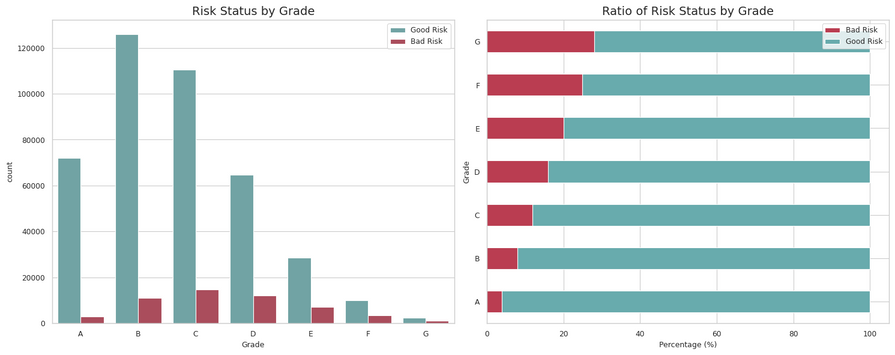 Risk Status by Grade
Good Risk
Bad Risk
120000
100000
80000
60000
40000
20000
0
count
A B C D E F G
Grade
Ratio of Risk Status by Grade
Bad Risk
Good Risk
G
F
E
D
C
B
A
Grade
0 20 40 60 80 100
Percentage (%)